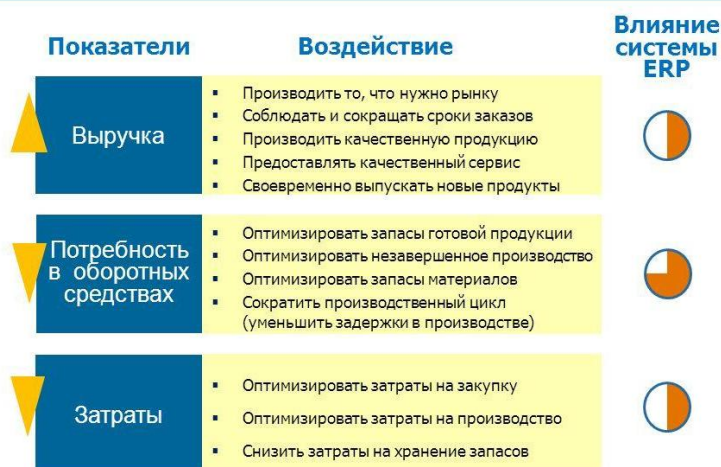 Показатели
Воздействие
Влияние
системы
ERP
Выручка
▪ Производить то, что нужно рынку
▪ Соблюдать и сокращать сроки заказов
▪ Производить качественную продукцию
▪ Предоставлять качественный сервис
▪ Своевременно выпускать новые продукты
Потребность
в оборотных
средствах
▪ Оптимизировать запасы готовой продукции
▪ Оптимизировать незавершенное производство
▪ Оптимизировать запасы материалов
▪ Сократить производственный цикл
(уменьшить задержки в производстве)
Затраты
▪ Оптимизировать затраты на закупку
▪ Оптимизировать затраты на производство
▪ Снизить затраты на хранение запасов